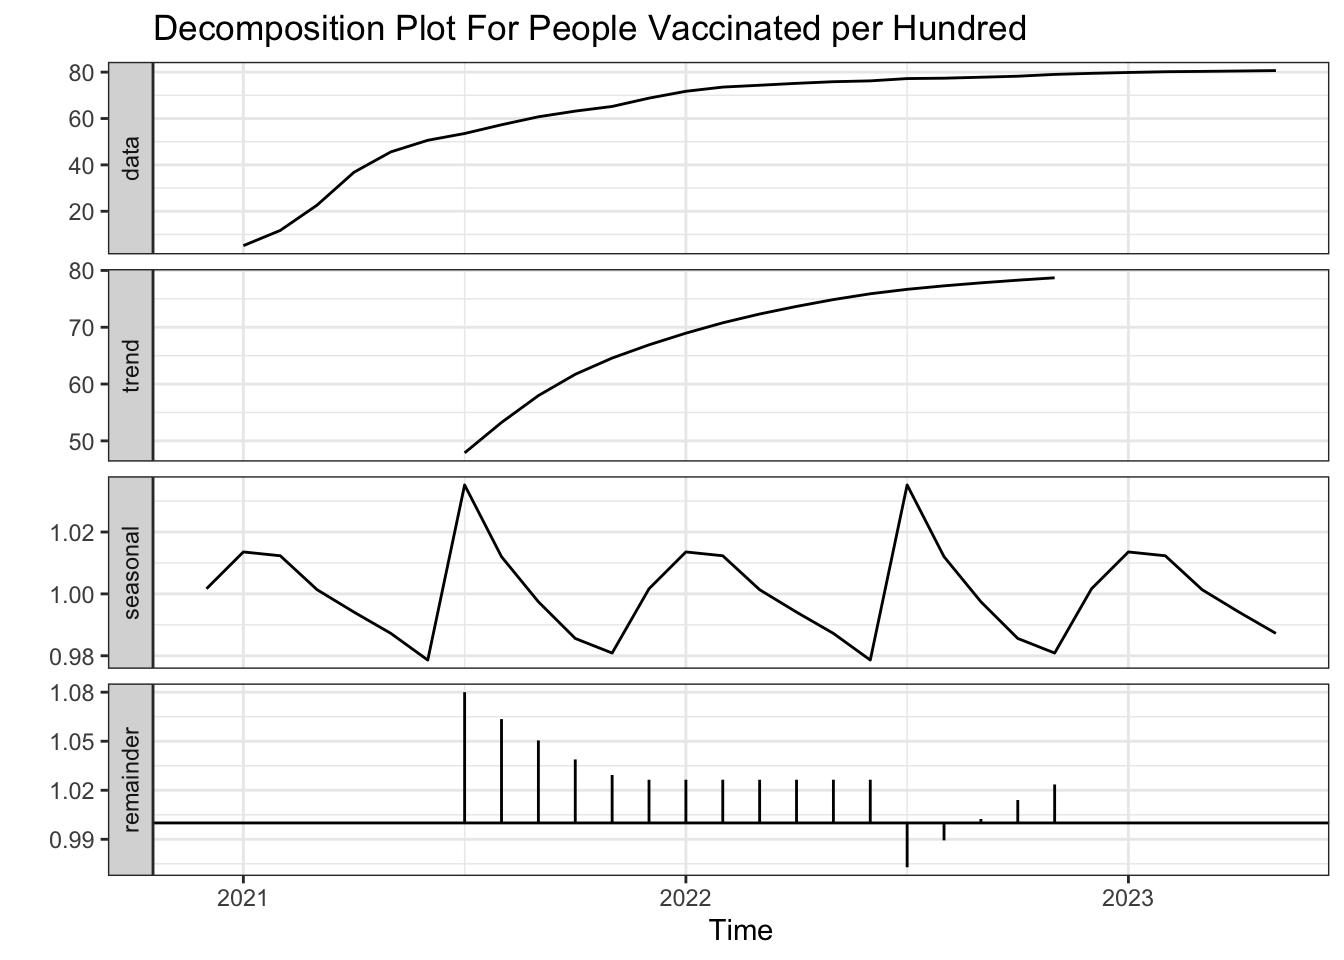 Decomposition Plot For People Vaccinated per Hundred
data
80
60
40
20
trend
80
70
60
50
seasonal
1.02
1.00
0.98
remainder
1.08
1.05
1.02
0.99
2021 2022 2023
Time